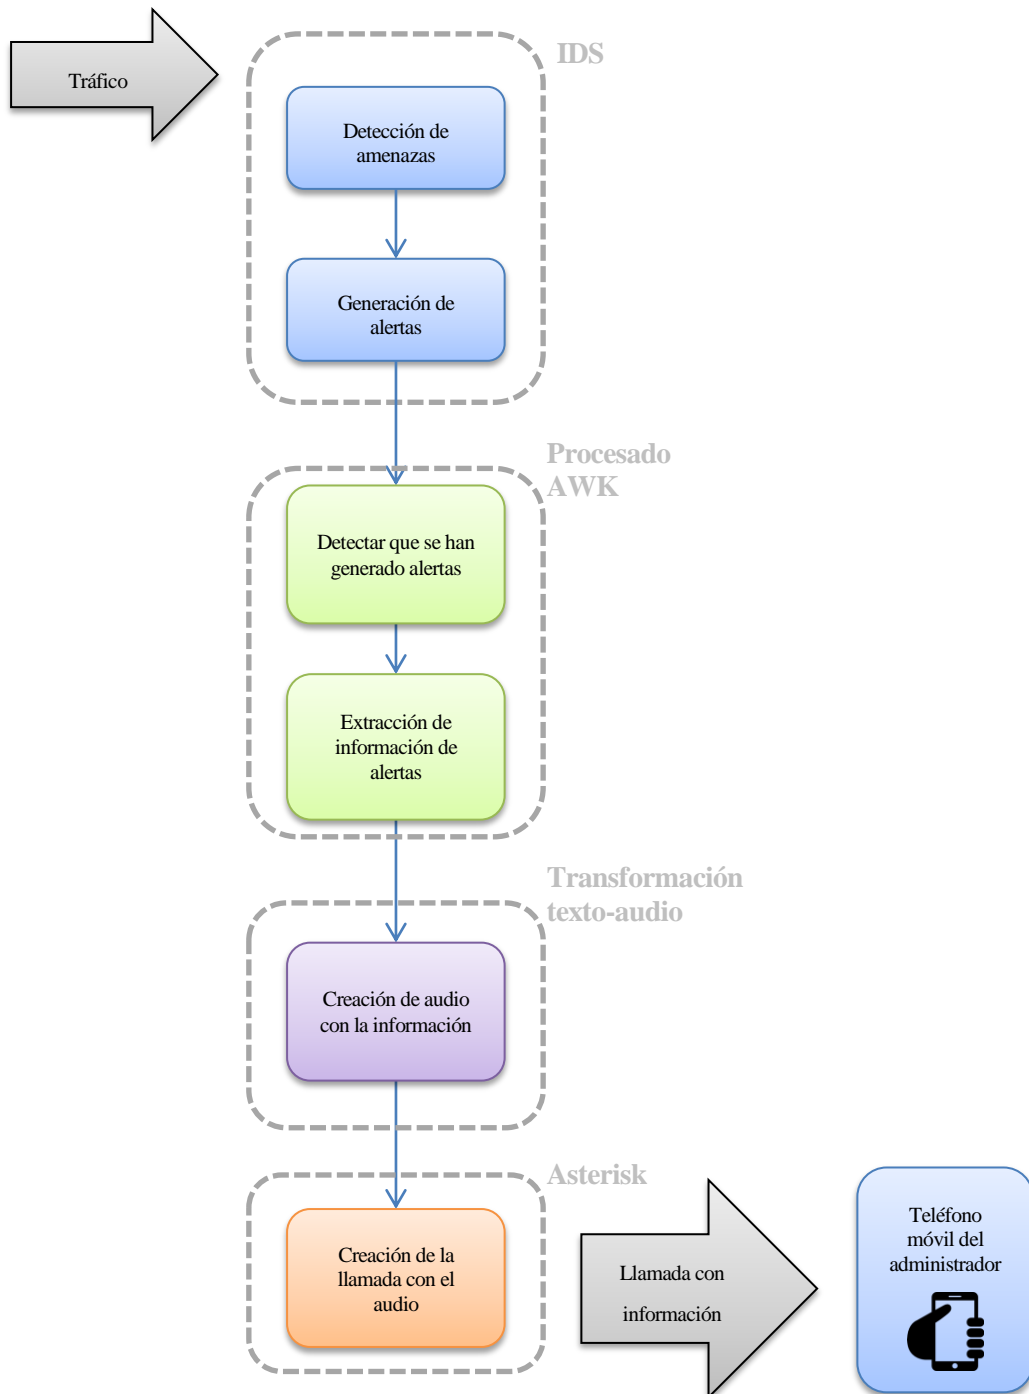 Tráfico
IDS
Detección de
amenazas
Generación de
alertas
Procesado
AWK
Detectar que se han
generado alertas
Extracción de
información de
alertas
Transformación
texto-audio
Creación de audio
con la información
Asterisk
Creación de la
llamada con el
audio
Llamada con
información
Teléfono
móvil del
administrador